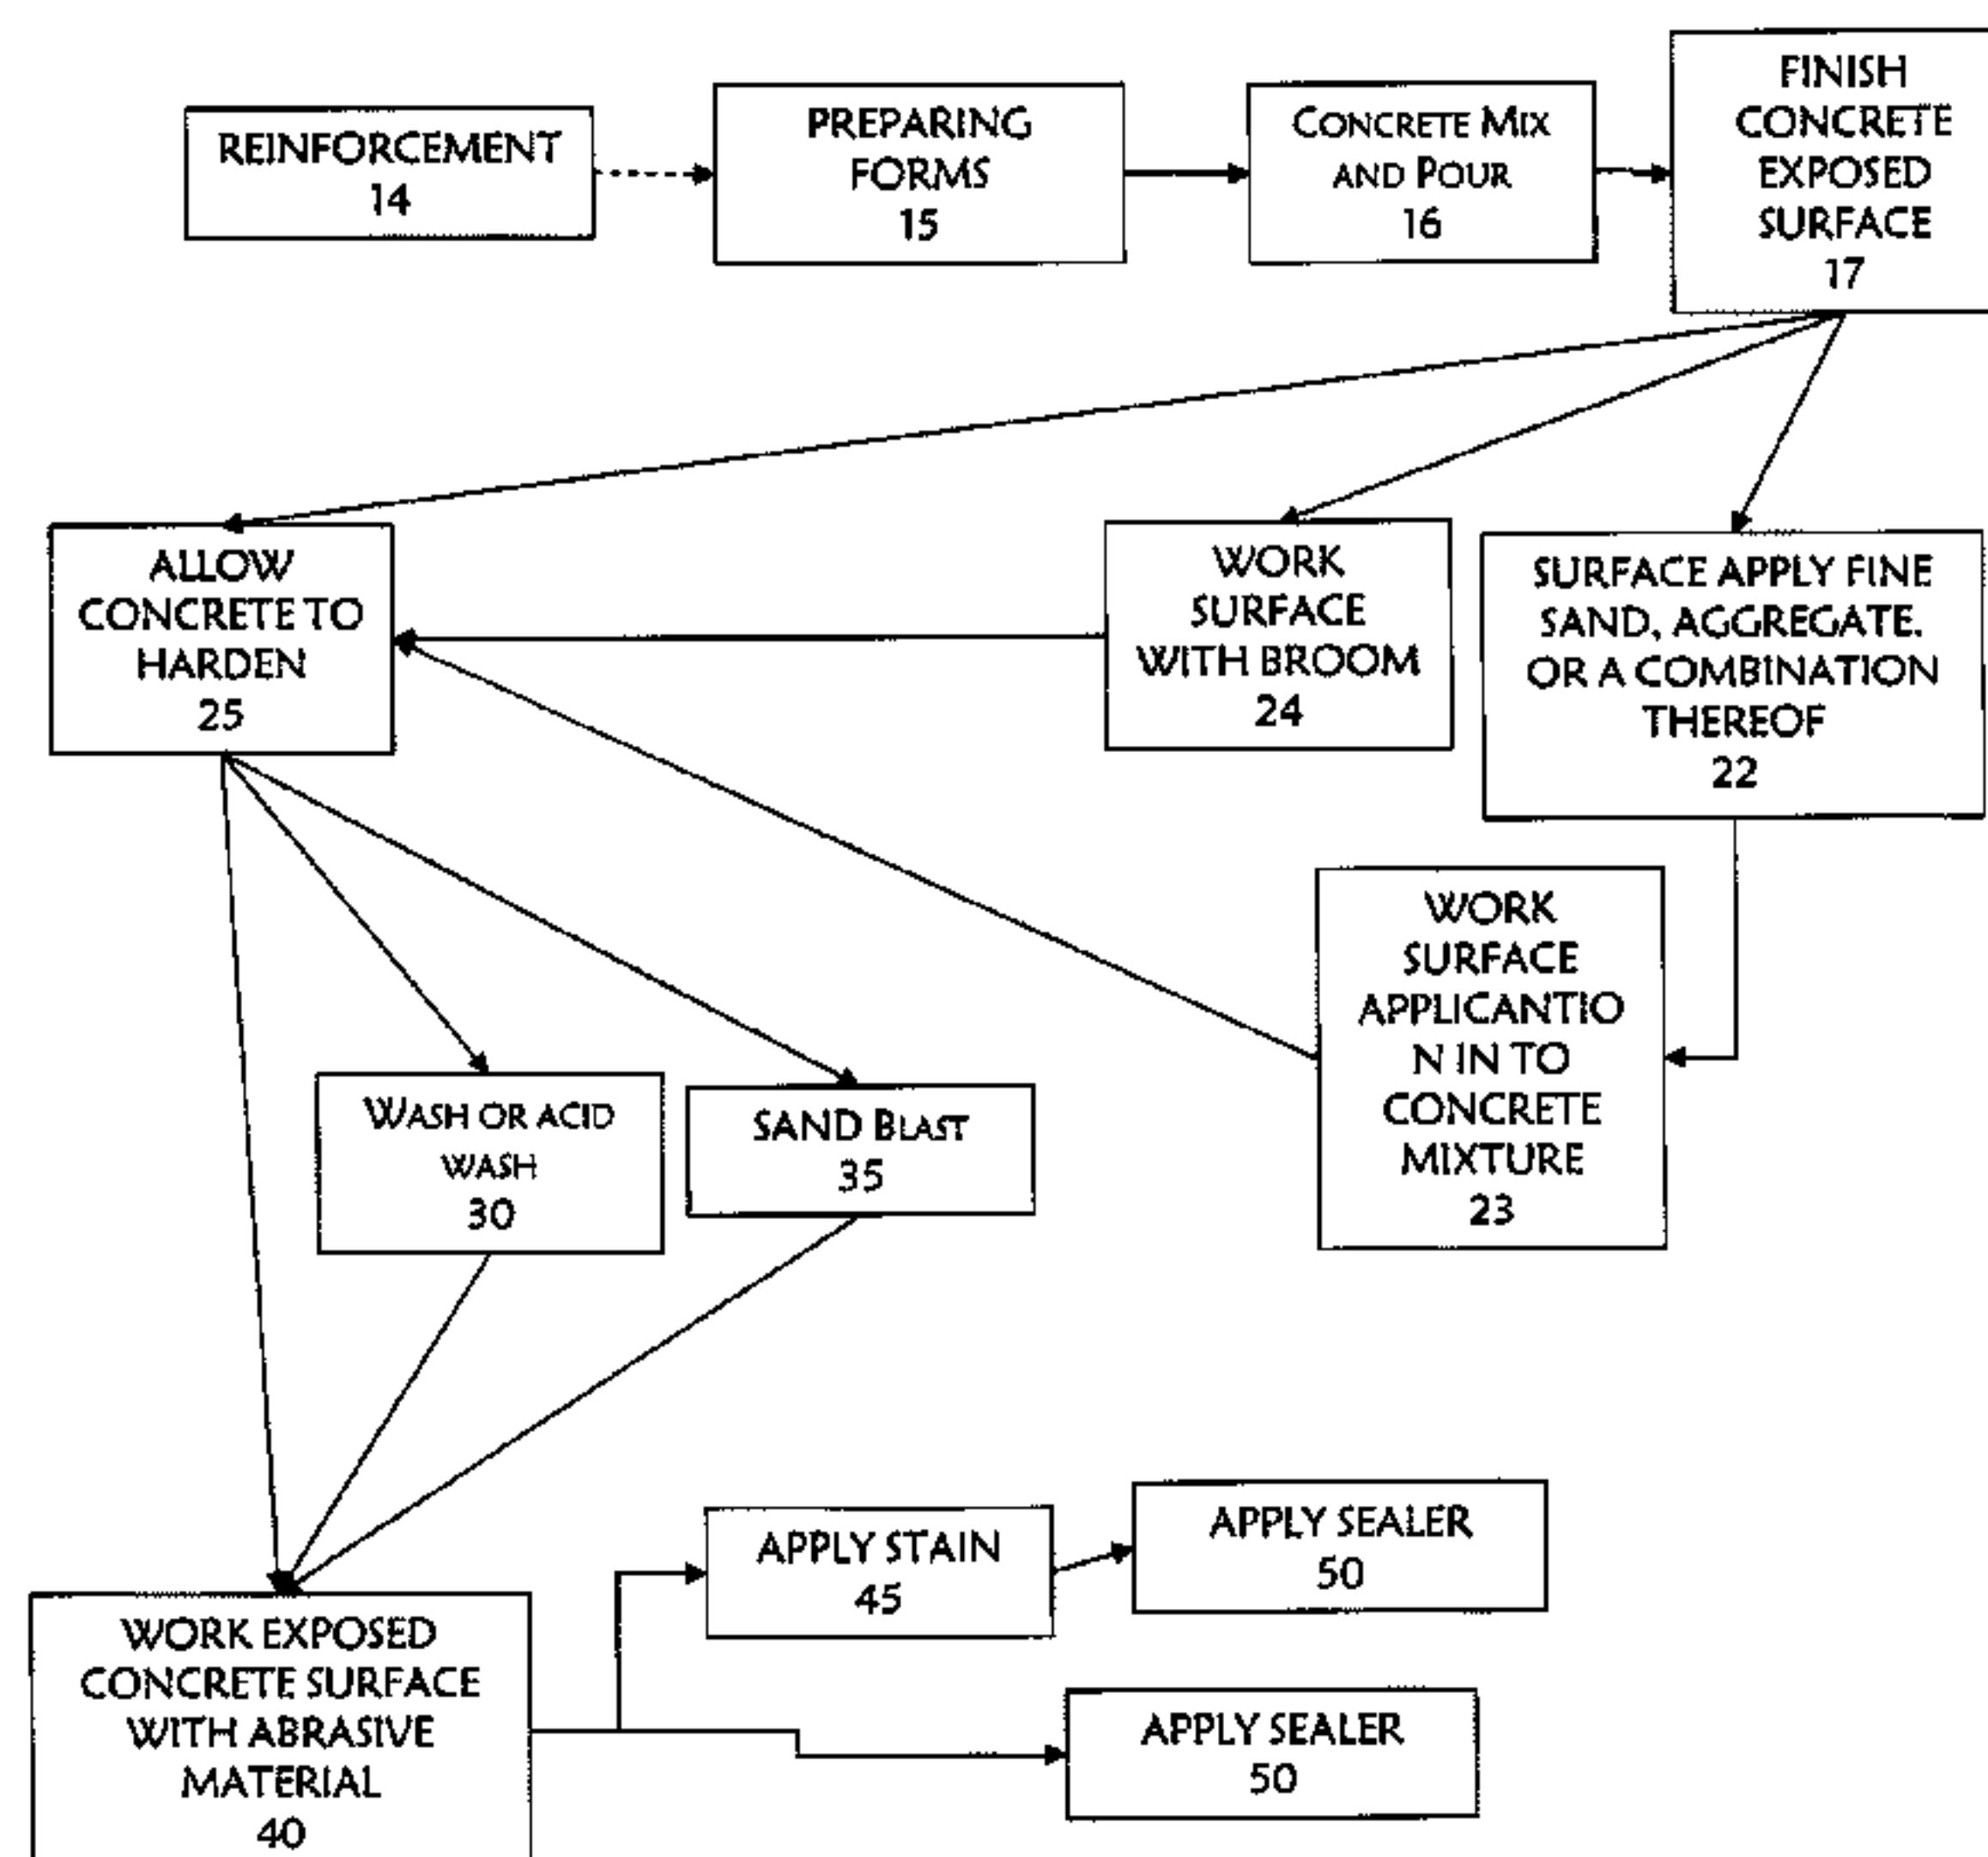 REINFORCEMENT
14
PREPARING
FORMS
15
CONCRETE MIX
AND POUR
16
FINISH
CONCRETE
EXPOSED
SURFACE
17
ALLOW
CONCRETE TO
HARDEN
25
WORK
SURFACE
WITH BROOM
24
SURFACE APPLY FINE
SAND, AGGREGATE,
OR A COMBINATION
THEREOF
22
WORK
SURFACE
APPLICANTIO
N IN TO
CONCRETE
MIXTURE
23
WASH OR ACID
WASH
30
SAND BLAST
35
APPLY STAIN
45
APPLY SEALER
50
WORK EXPOSED
CONCRETE SURFACE
WITH ABRASIVE
MATERIAL
40
APPLY SEALER
50